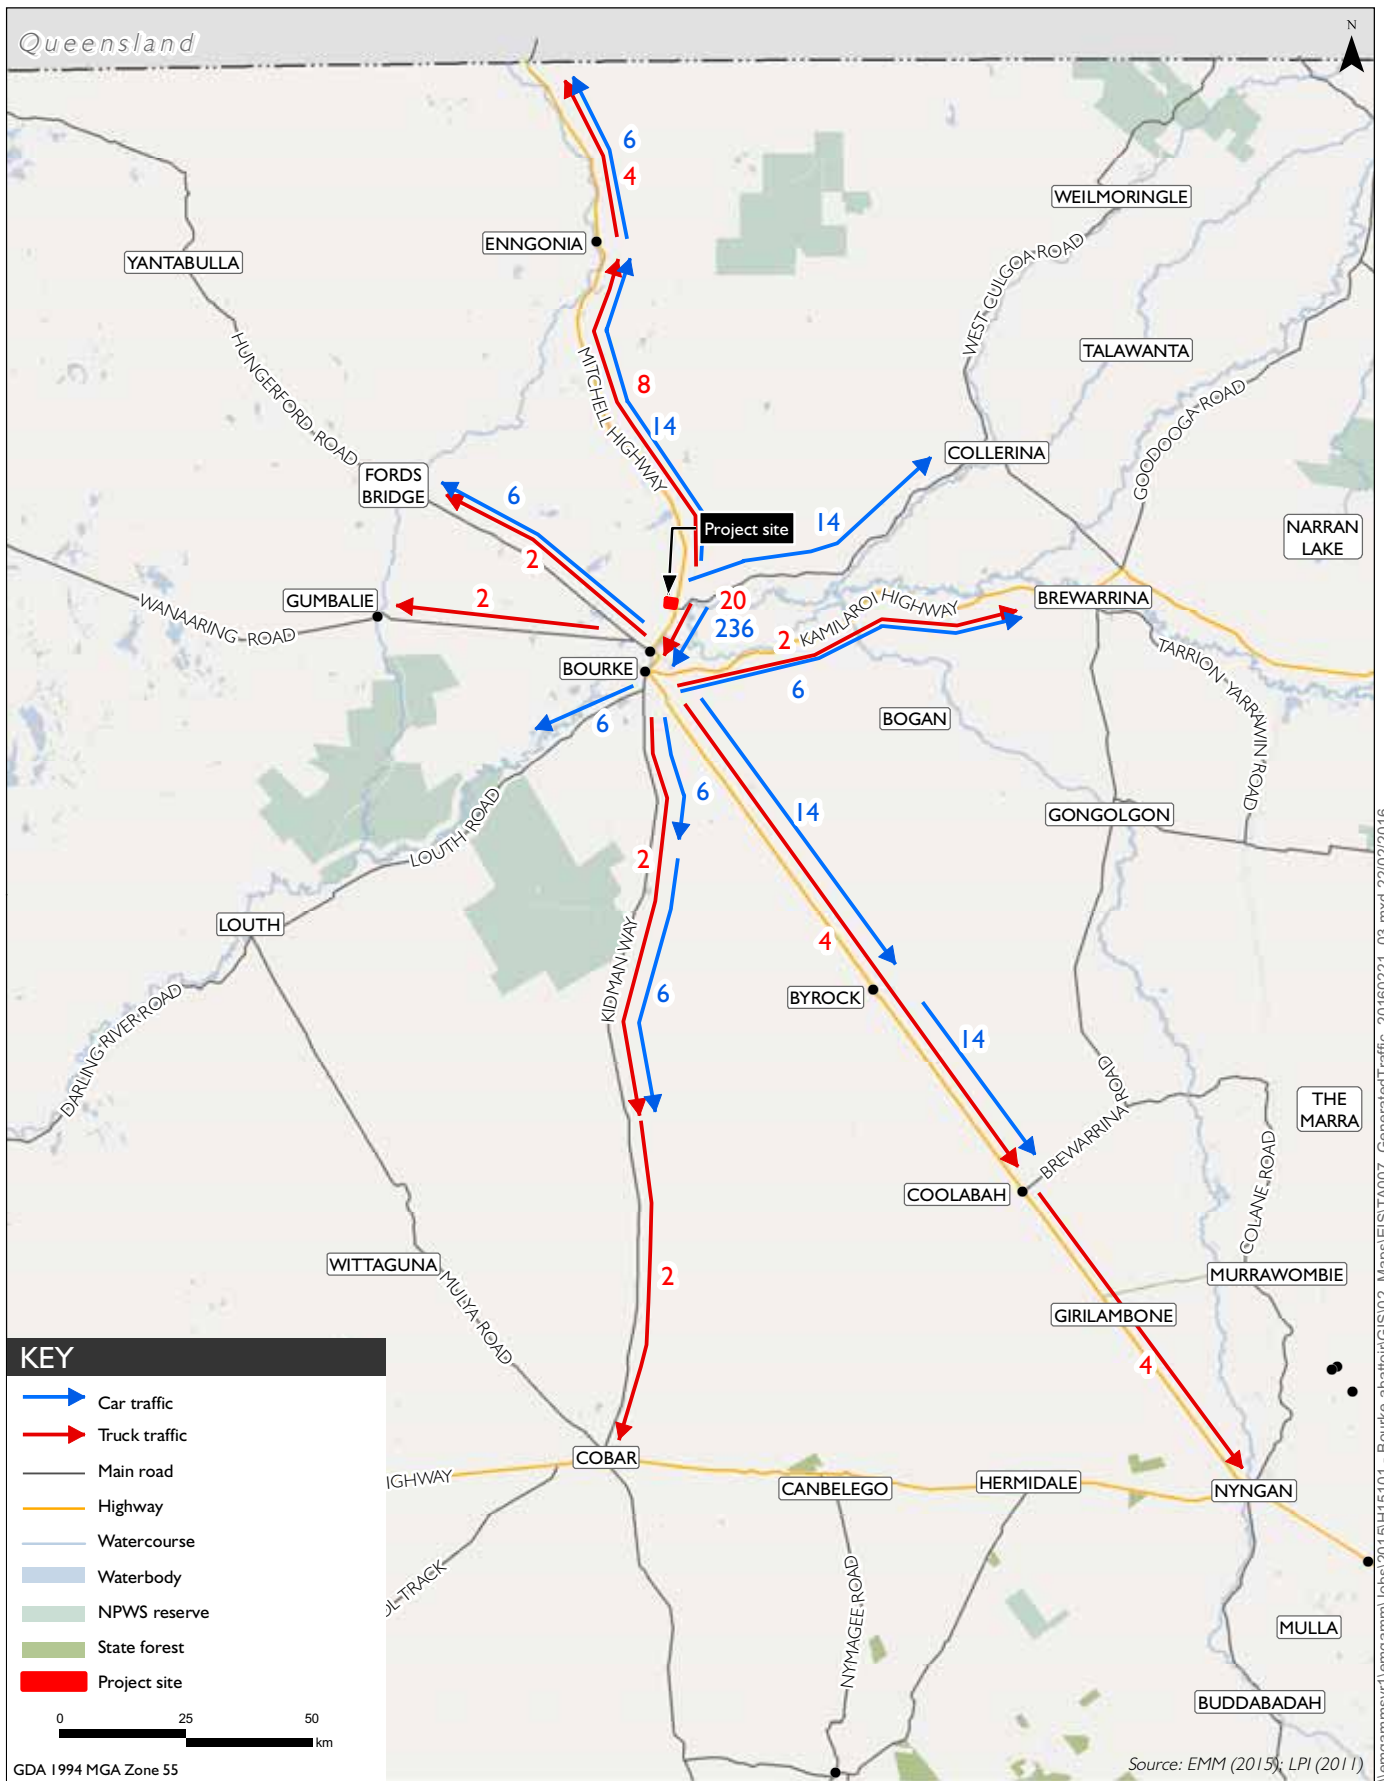 Queensland
N
6
4
WEILMORINGLE
ENNGONIA
YANTABULLA
WEST CULGOA ROAD
TALAWANTA
HUNGERFORD ROAD
MITCHELL HIGHWAY
8
14
GOODOOGA ROAD
COLLERINA
FORDS
BRIDGE
6
14
Project site
NARRAN
LAKE
2
GUMBALIE
2
20
236
KAMILAROI HIGHWAY
BREWARRINA
WANAARING ROAD
2
6
BOURKE
TARRION YARRAWIN ROAD
6
BOGAN
6
14
GONGOLGON
LOUTH ROAD
2
LOUTH
4
KIDMAN WAY
6
BYROCK
DARLING RIVER ROAD
14
BREWARRINA ROAD
THE
MARRA
COOLABAH
COLANE ROAD
WITTAGUNA
MULYA ROAD
2
MURRAWOMBIE
GIRILAMBONE
4
KEY
Car traffic
Truck traffic
Main road
Highway
Watercourse
Waterbody
NPWS reserve
State forest
Project site
0 25 50
km
GDA 1994 MGA Zone 55
COBAR
IGHWAY
CANBELEGO
HERMIDALE
NYNGAN
OL TRACK
NYMAGEE ROAD
MULLA
BUDDABADAH
Source: EMM (2015); LPI (2011)